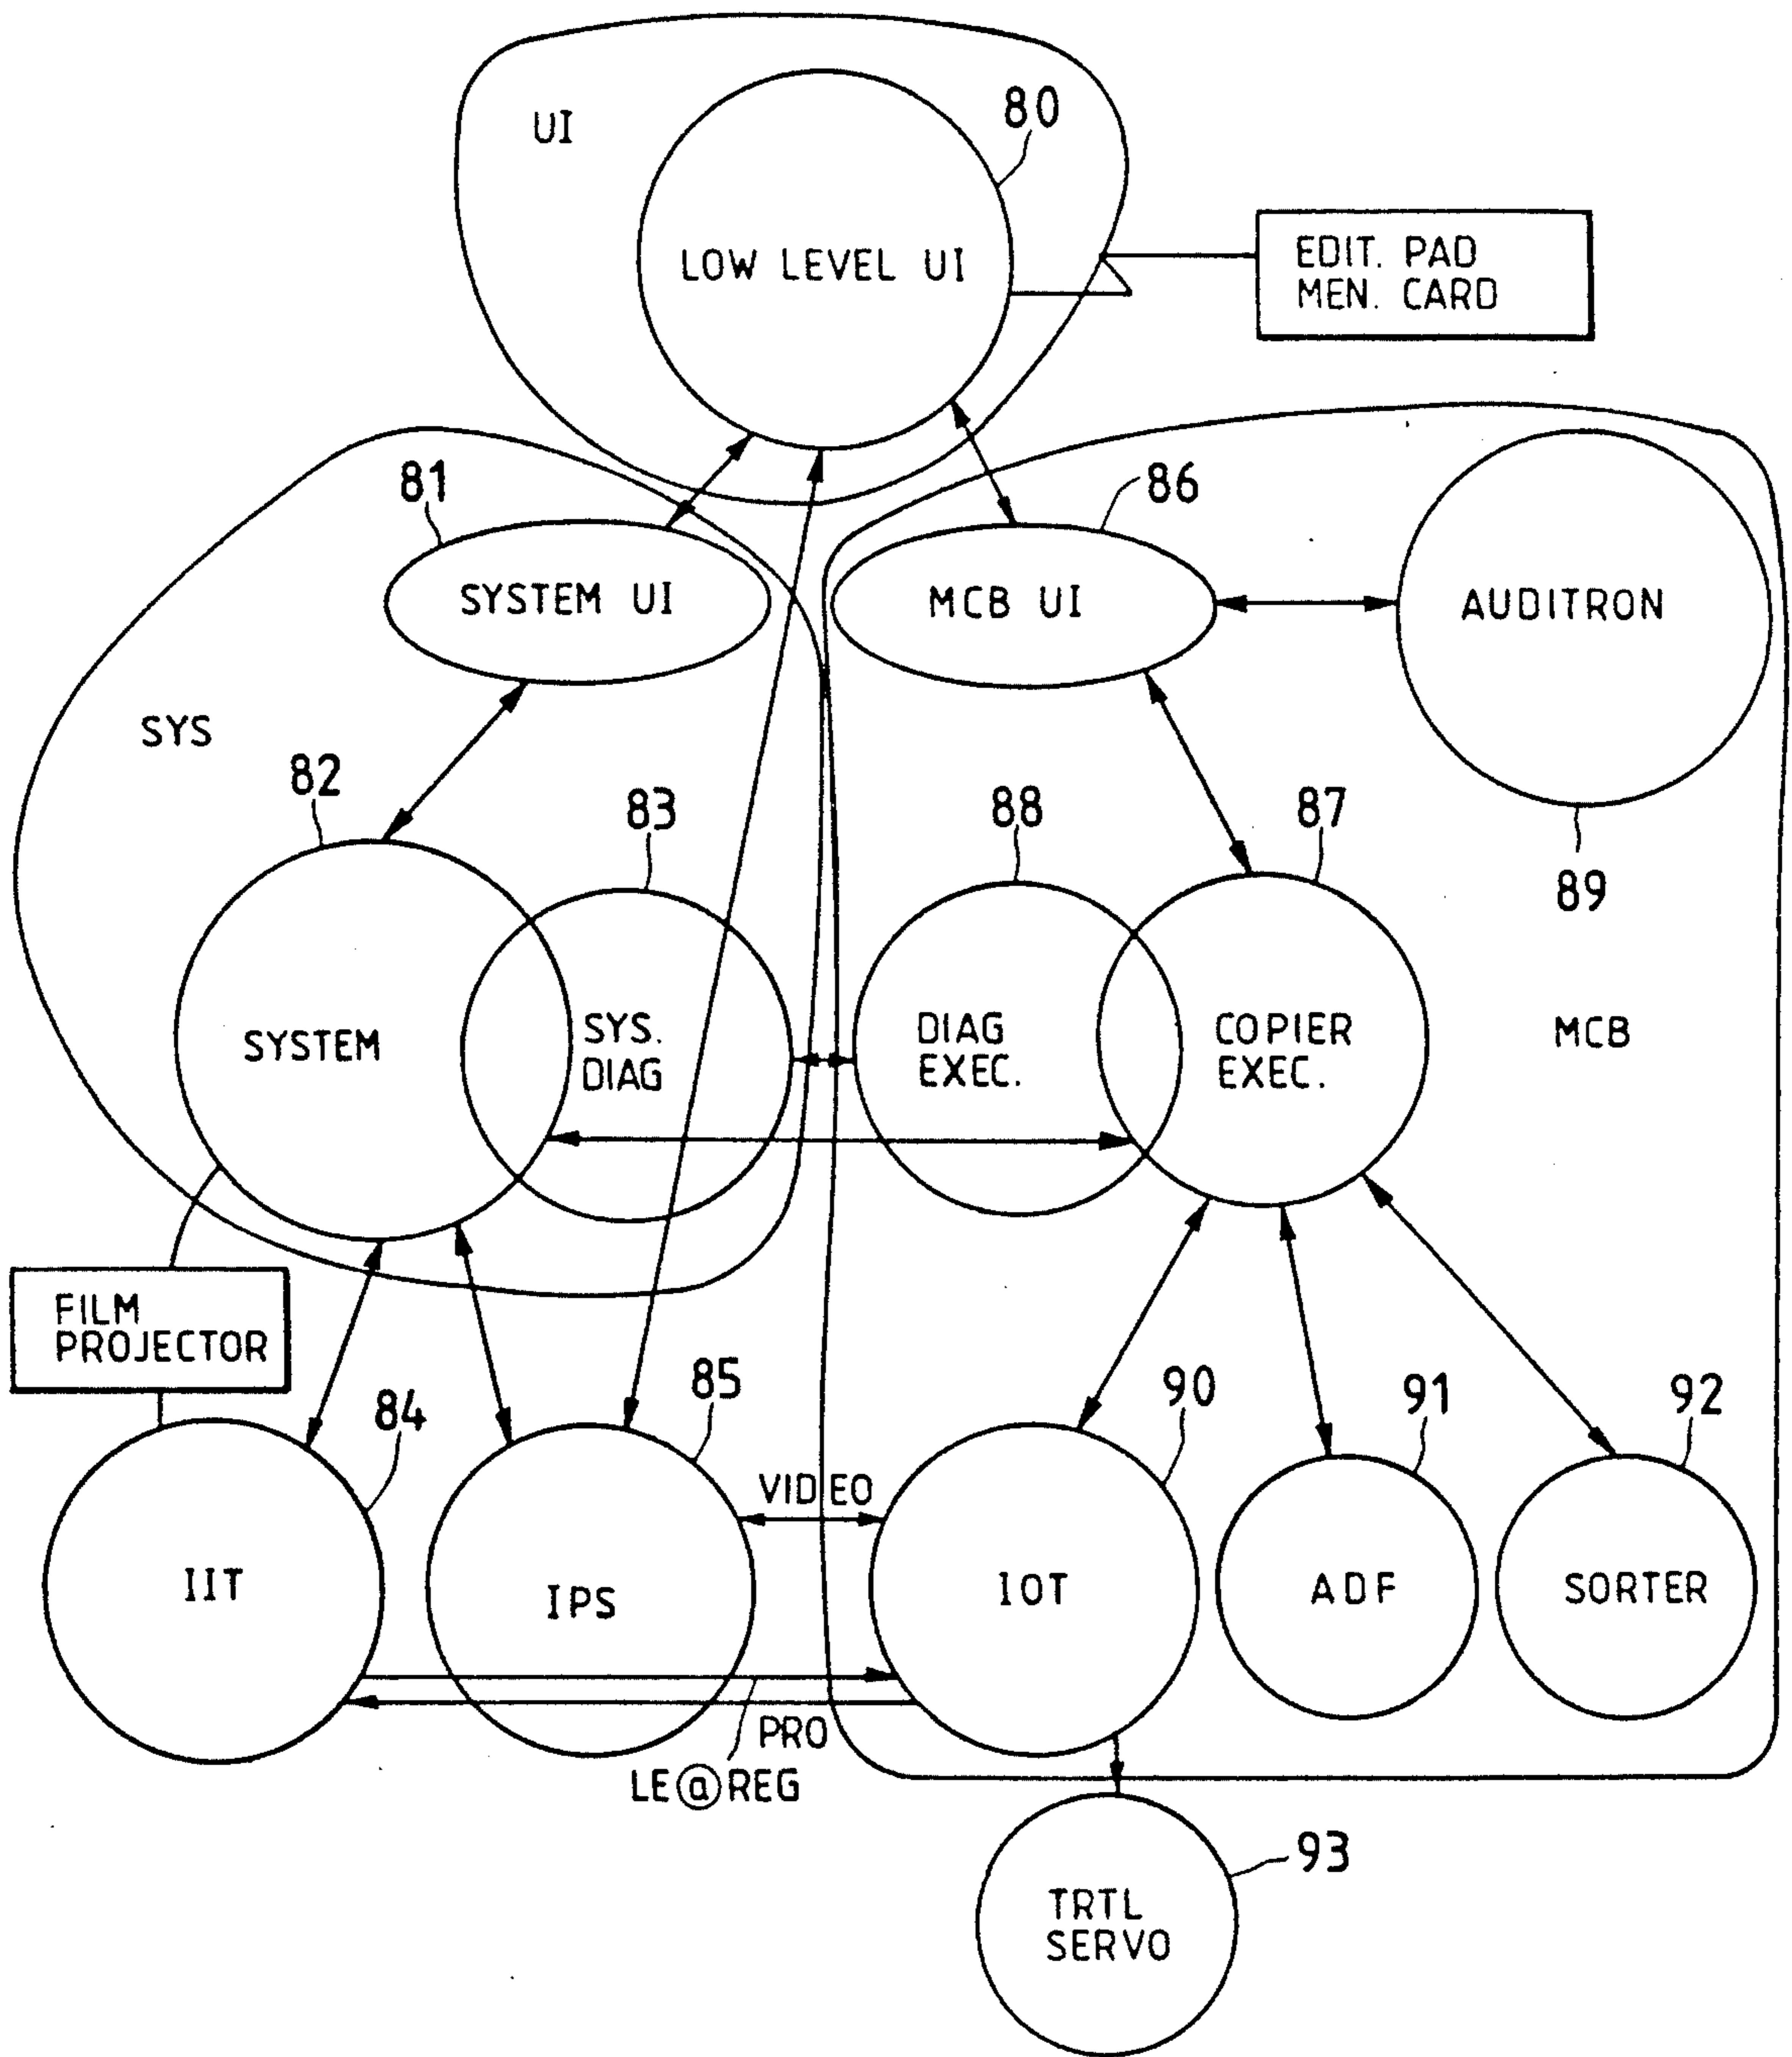 80
UI
LOW LEVEL UI
EDIT. PAD
MEN. CARD
81
86
SYSTEM UI
MCB UI
AUDITRON
SYS
82
83
88
87
89
SYSTEM
SYS.
DIAG
DIAG
EXEC.
COPIER
EXEC.
MCB
FILM
PROJECTOR
84
85
90
91
92
VIDEO
IIT
IPS
IOT
ADF
SORTER
PRO
LE@REG
93
TRTL
SERVO